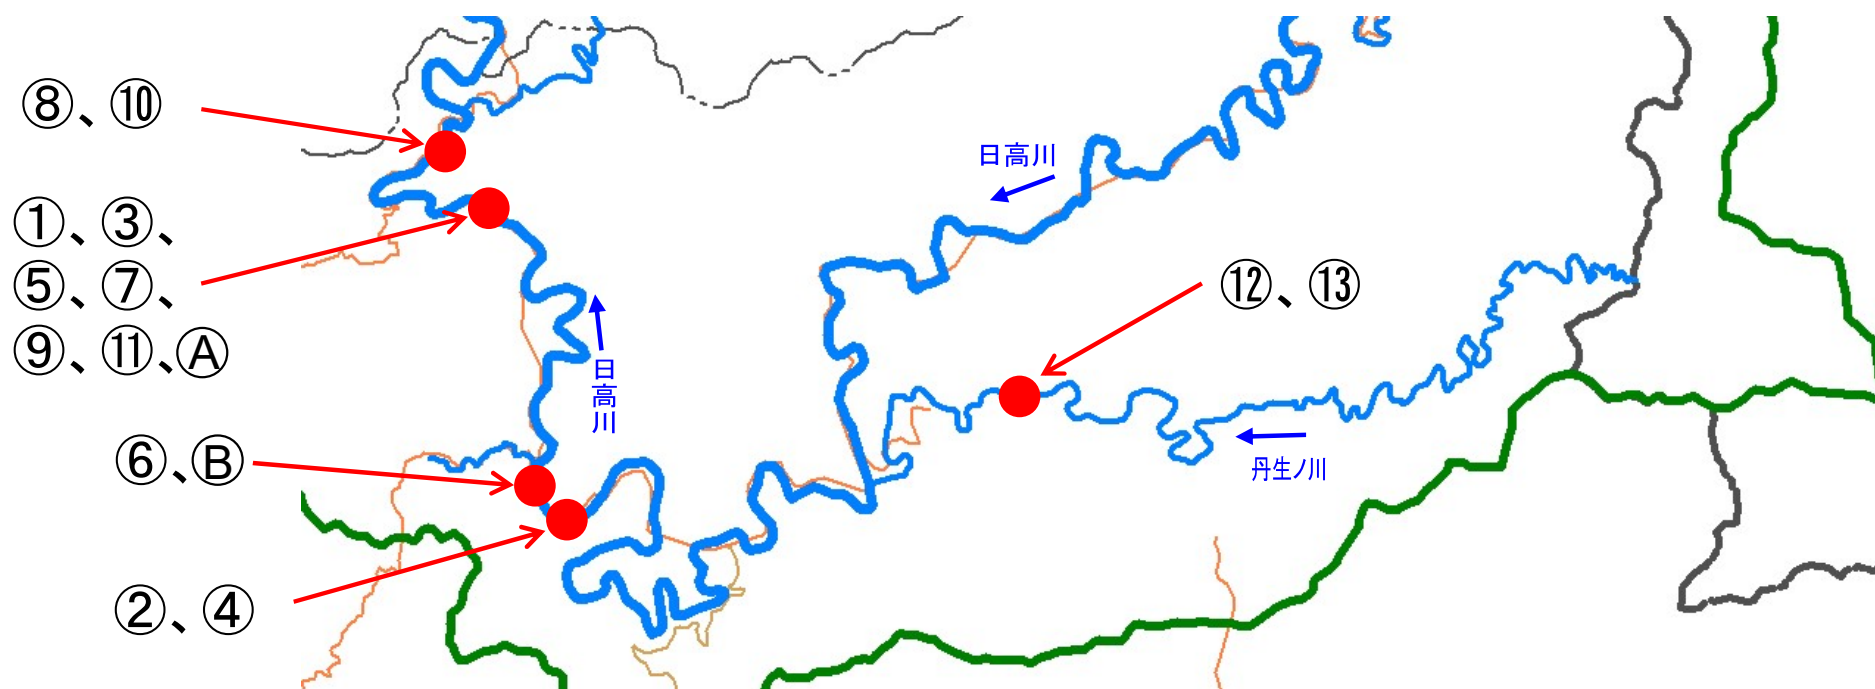 ⑧、⑩
日高川
①、③、
⑤、⑦、
⑨、⑪、Ⓐ
⑫、⑬
日高川
⑥、Ⓑ
丹生ノ川
②、④